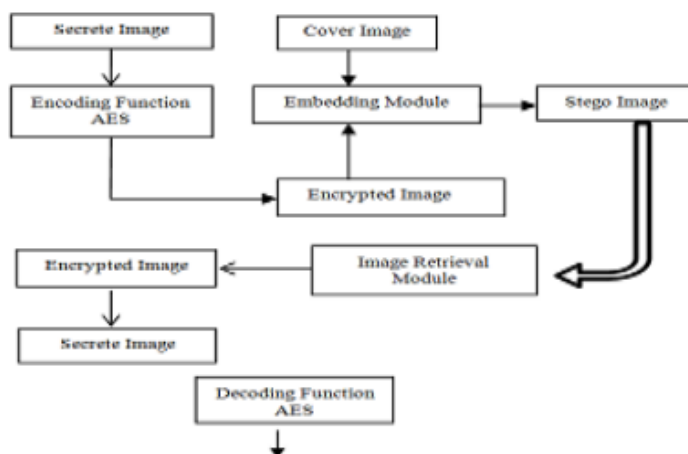 Secrete Image
Cover Image
Encoding Function
AES
Embedding Module
Stego Image
Encrypted Image
Encrypted Image
Image Retrieval
Module
Secrete Image
Decoding Function
AES